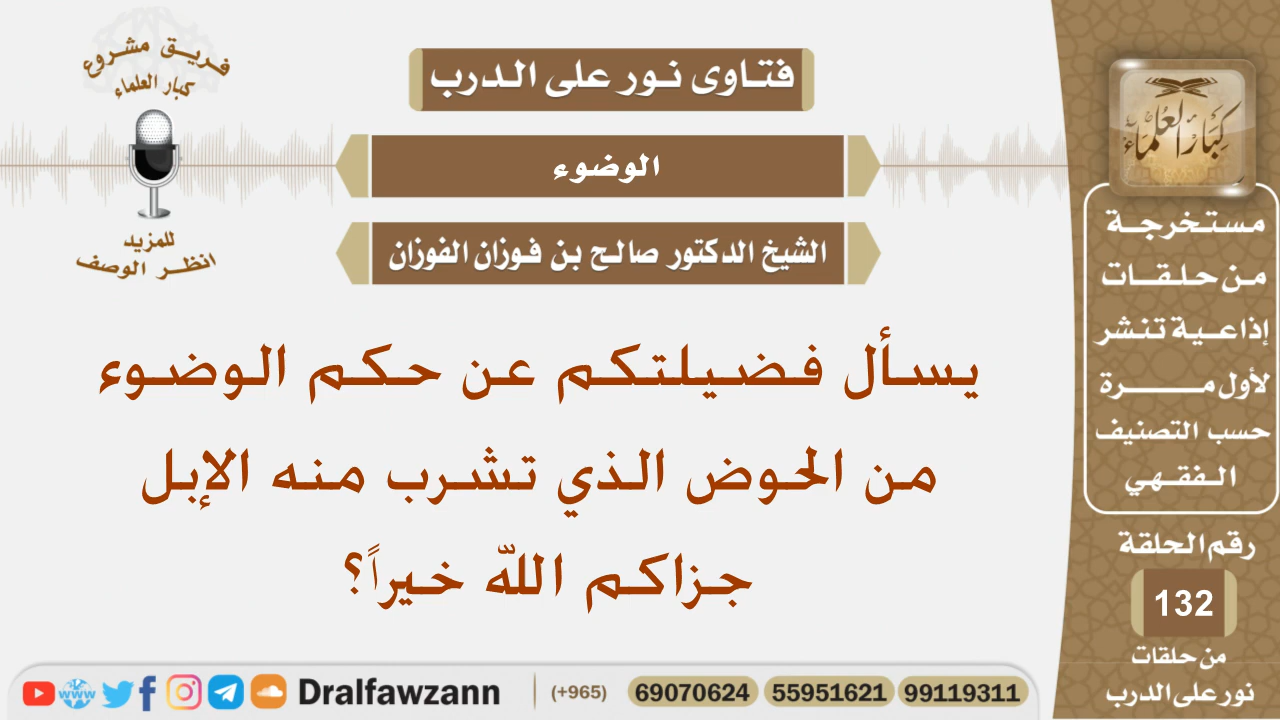 فتاوى نور على الدرب
الوضوء
الشيخ الدكتور صالح بن فوزان الفوزان
فريق مشروع
كبار العلماء
للمزيد
انظر الوصف
يسأل فضيلتكم عن حكم الوضوء
من الحوض الذي تشرب منه الإبل
جزاكم الله خيراً؟
كبار العلماء
مستخرجة
من حلقات
إذاعية تنشر
لأول مرة
حسب التصنيف
الفقهي
رقم الحلقة
132
من حلقات
نور على الدرب
www Dralfawzann (+965) 69070624 55951621 99119311